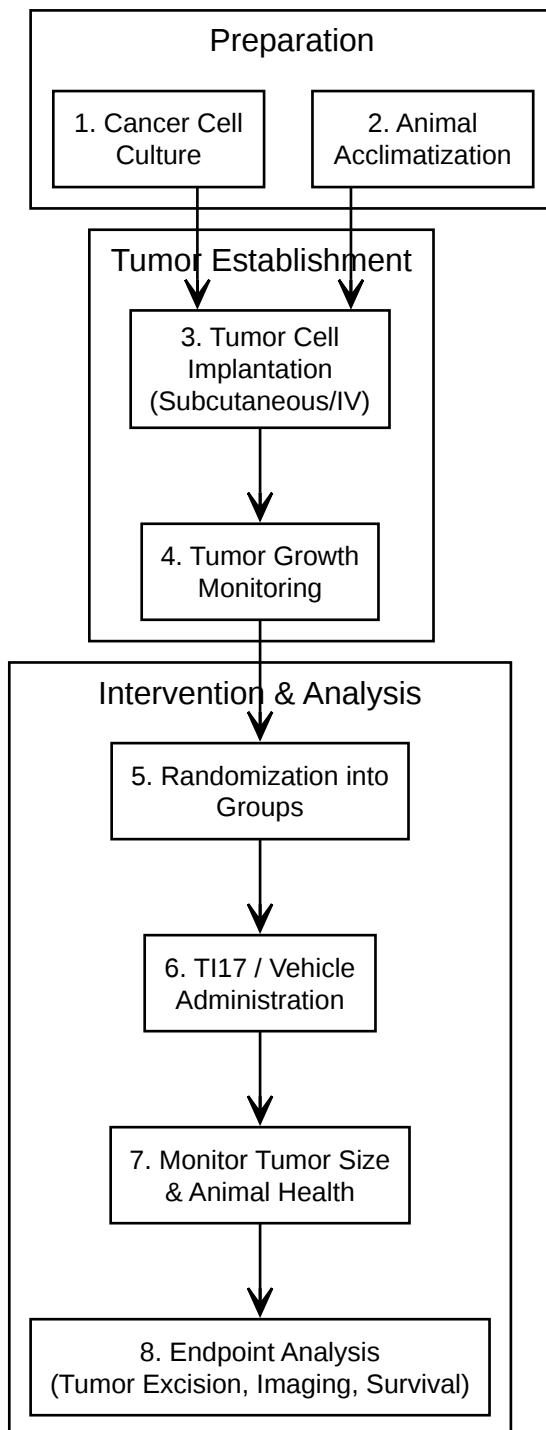 Preparation
1. Cancer Cell
Culture
2. Animal
Acclimatization
Tumor Establishment
3. Tumor Cell
Implantation
(Subcutaneous/IV)
4. Tumor Growth
Monitoring
Intervention & Analysis
5. Randomization into
Groups
6. TI17 / Vehicle
Administration
7. Monitor Tumor Size
& Animal Health
8. Endpoint Analysis
(Tumor Excision, Imaging, Survival)